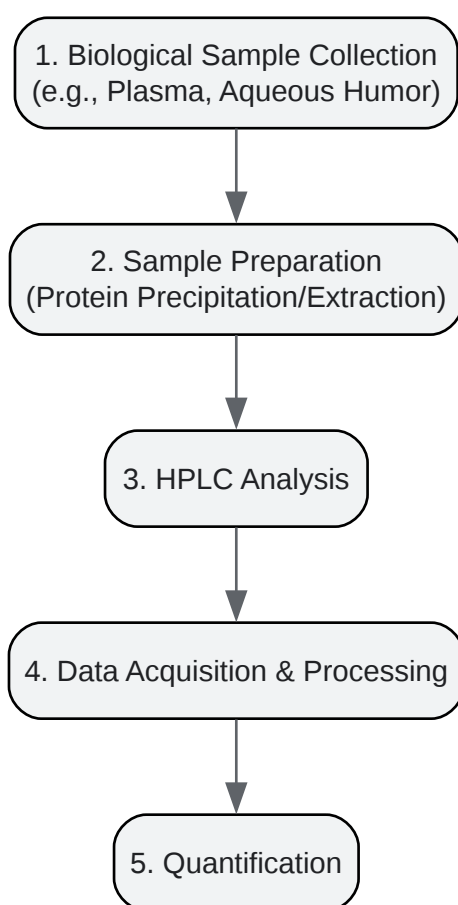 1. Biological Sample Collection
(e.g., Plasma, Aqueous Humor)
2. Sample Preparation
(Protein Precipitation/Extraction)
3. HPLC Analysis
4. Data Acquisition & Processing
5. Quantification